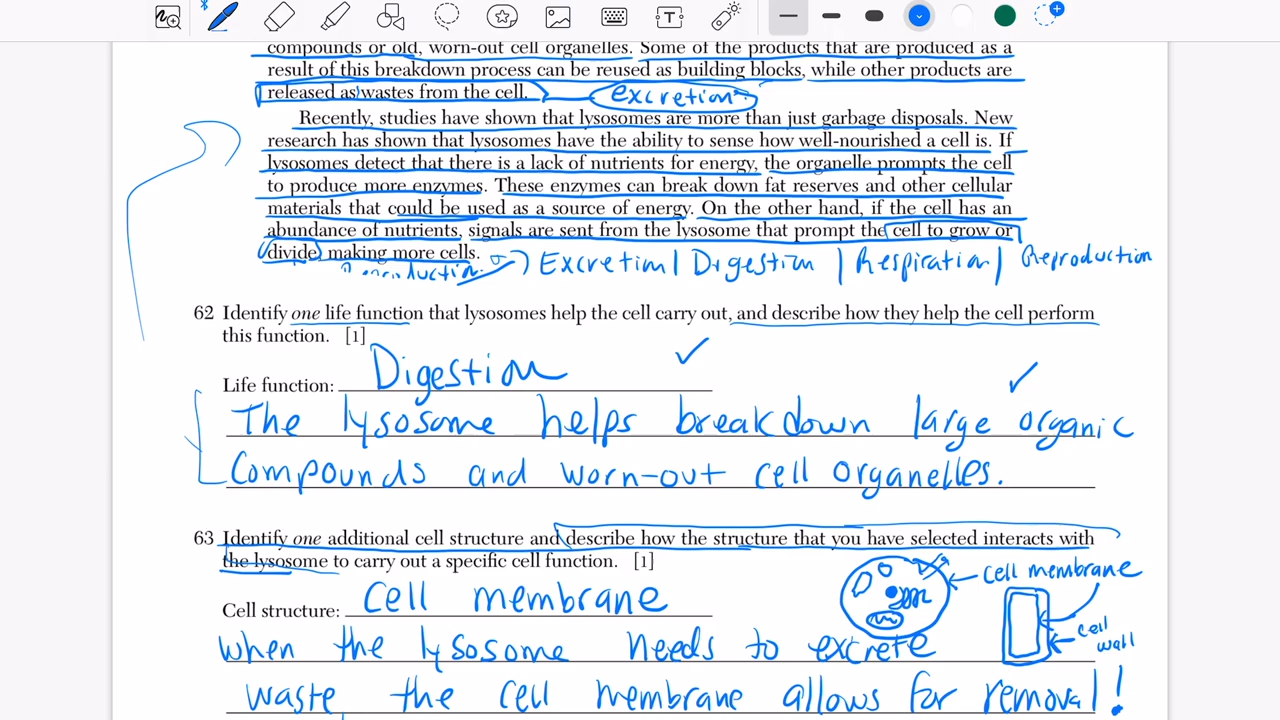 compounds or old, worn-out cell organelles. Some of the products that are produced as a
result of this breakdown process can be reused as building blocks, while other products are
released as wastes from the cell. excretion
Recently, studies have shown that lysosomes are more than just garbage disposals. New
research has shown that lysosomes have the ability to sense how well-nourished a cell is. If
lysosomes detect that there is a lack of nutrients for energy, the organelle prompts the cell
to produce more enzymes. These enzymes can break down fat reserves and other cellular
materials that could be used as a source of energy. On the other hand, if the cell has an
abundance of nutrients, signals are sent from the lysosome that prompt the cell to grow or
divide, making more cells.
Excretion | Digestion | Respiration | Reproduction
62 Identify one life function that lysosomes help the cell carry out, and describe how they help the cell perform
this function. [1]
Life function: Digestion
The lysosome helps breakdown large organic
compounds and worn-out cell organelles.
63 Identify one additional cell structure and describe how the structure that you have selected interacts with
the lysosome to carry out a specific cell function. [1]
cell membrane
Cell structure: Cell membrane
cell
wall
when the lysosome needs to excrete
waste, the cell membrane allows for removal!